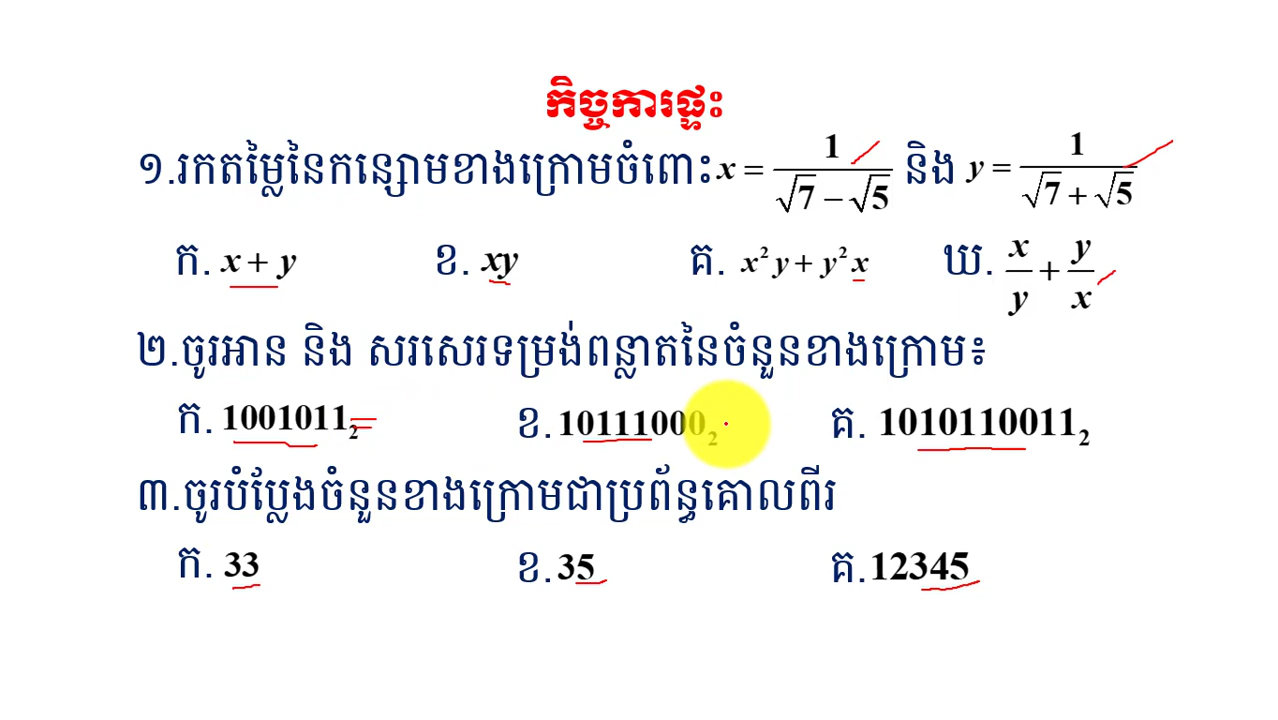 កិច្ចការផ្ទះ
១.រកតម្លៃនៃកន្សោមខាងក្រោមចំពោះ x = 1/(√7 − √5) និង y = 1/(√7 + √5)
ក. x + y ខ. xy គ. x²y + y²x ឃ. x/y + y/x
២.ចូរអាន និង សរសេរទម្រង់ពន្លាតនៃចំនួនខាងក្រោម៖
ក. 1001011₂ ខ. 10111000₂ គ. 1010110011₂
៣.ចូរបំប្លែងចំនួនខាងក្រោមជាប្រព័ន្ធគោលពីរ
ក. 33 ខ. 35 គ. 12345